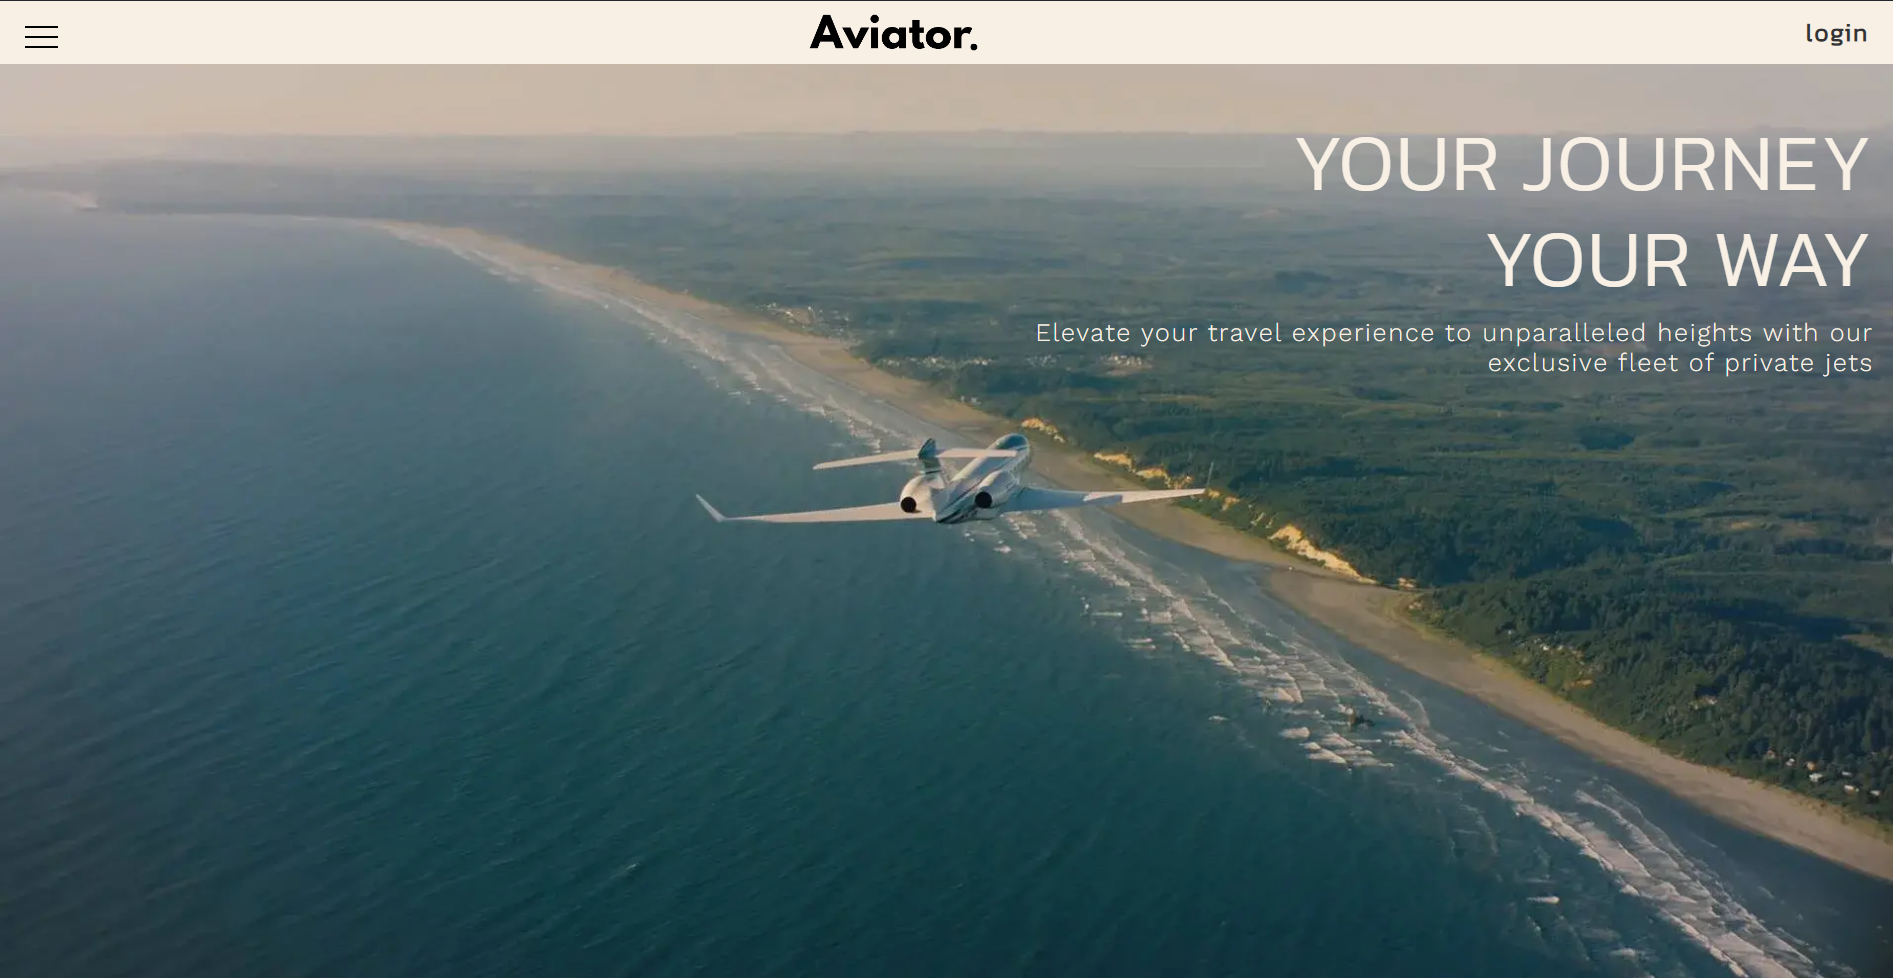 Aviator.
login
YOUR JOURNEY
YOUR WAY
Elevate your travel experience to unparalleled heights with our
exclusive fleet of private jets